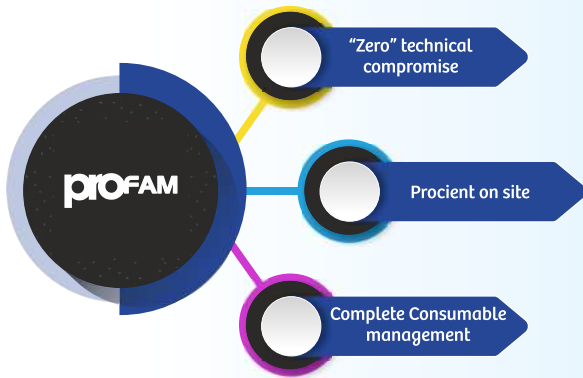 proFAM
“Zero” technical
compromise
Procient on site
Complete Consumable
management